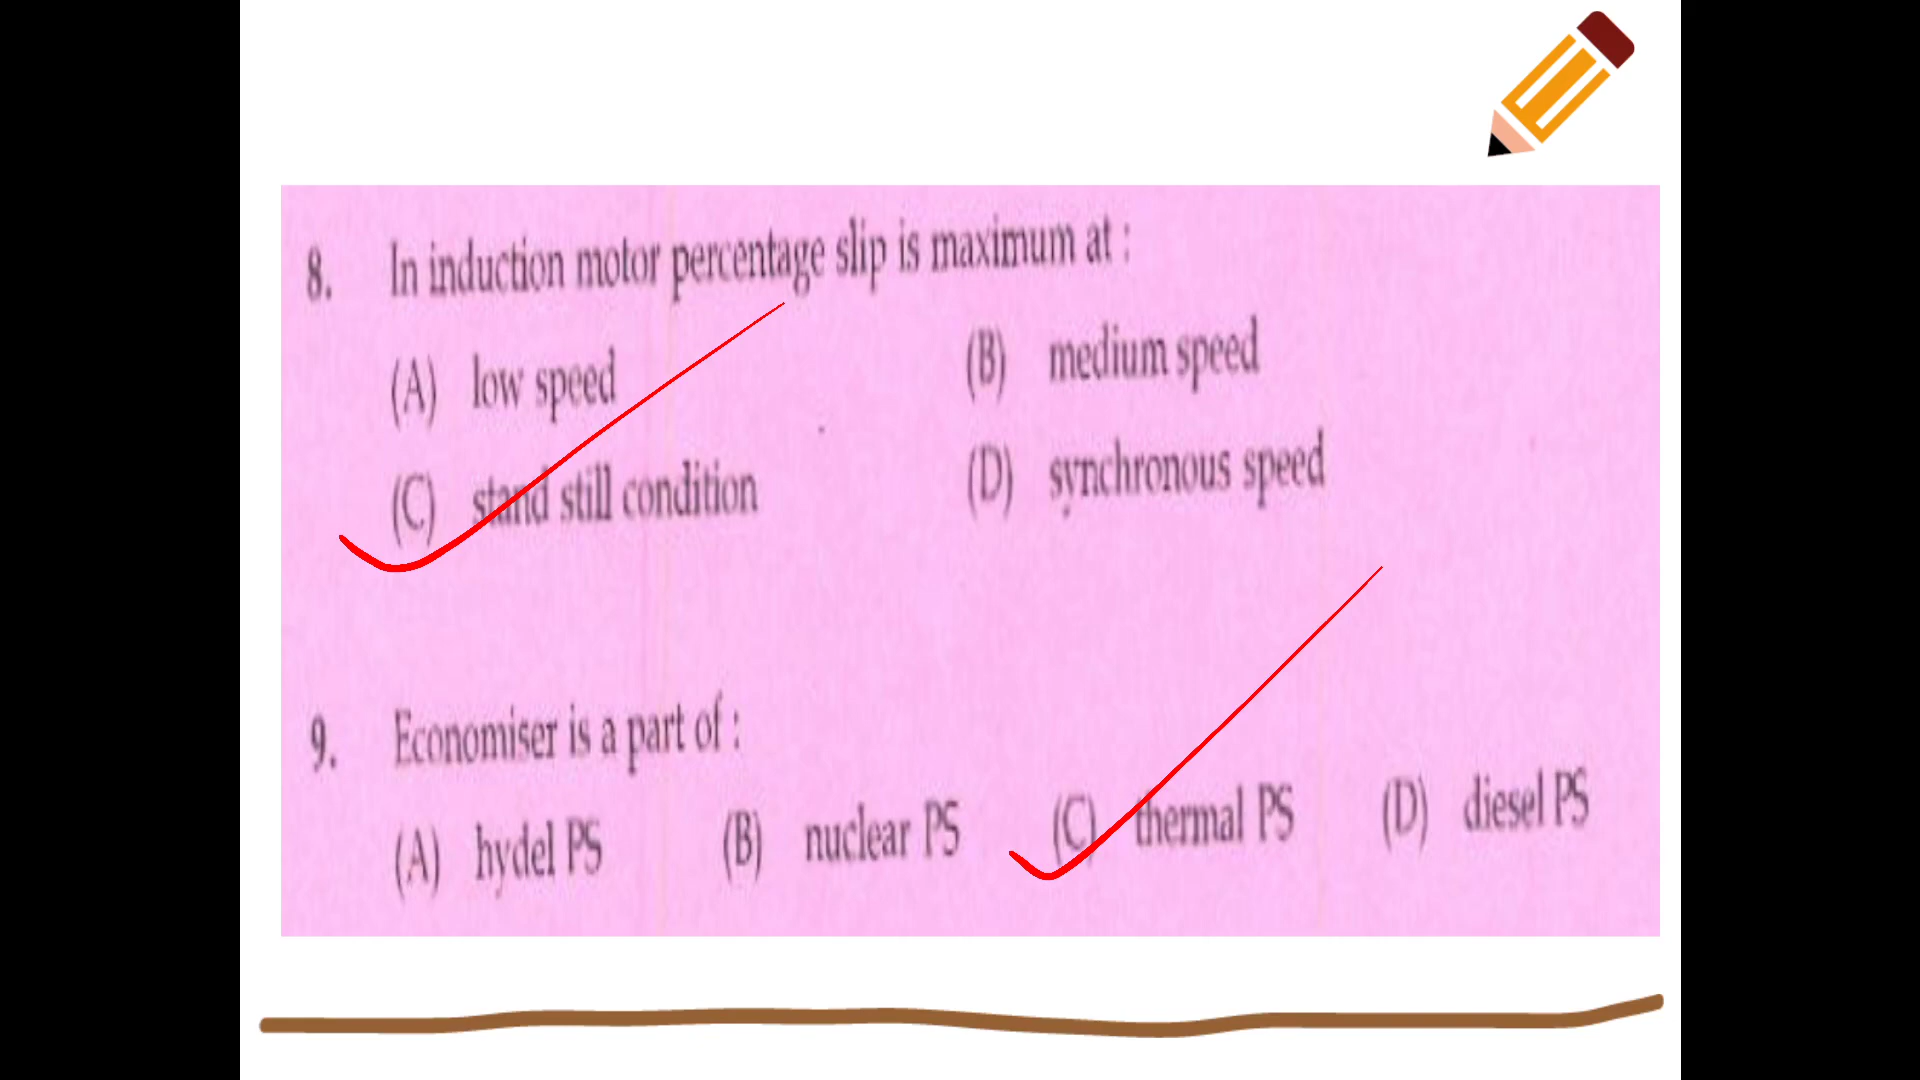 8. In induction motor percentage slip is maximum at :
(A) low speed (B) medium speed
(C) stand still condition (D) synchronous speed
9. Economiser is a part of :
(A) hydel PS (B) nuclear PS (C) thermal PS (D) diesel PS